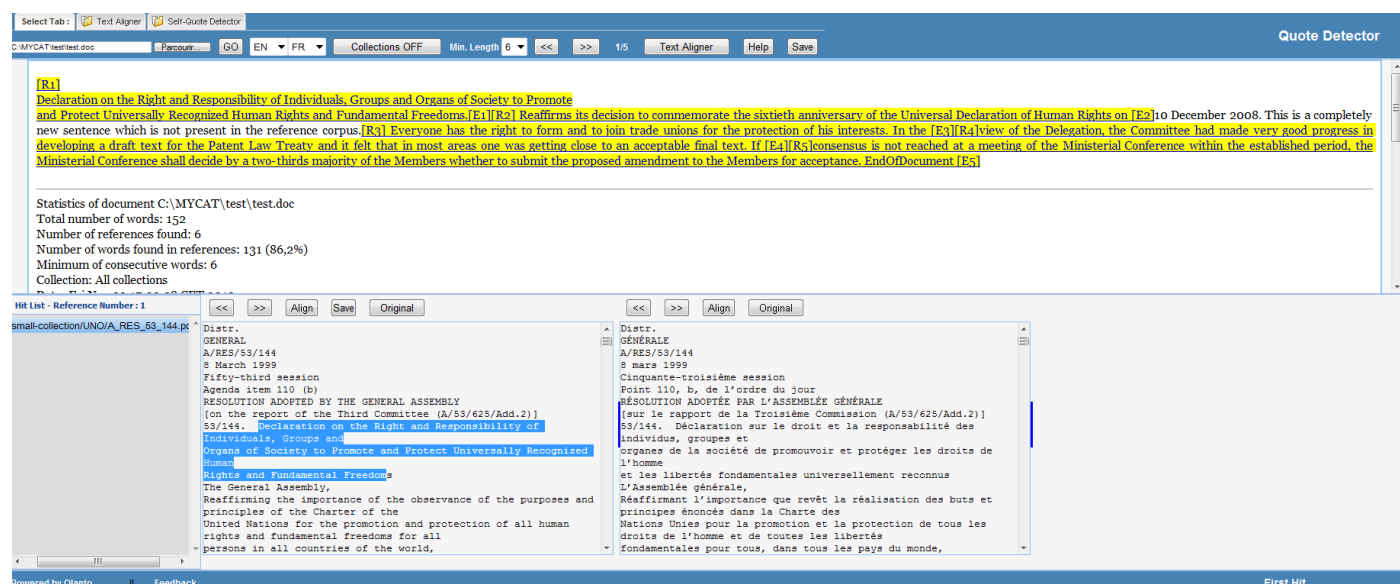 Select Tab : Text Aligner Self-Quote Detector
C:\MYCAT\test\test.doc Parcourir... GO EN FR Collections OFF Min. Length 6 << >> 1/5 Text Aligner Help Save Quote Detector
[R1]
Declaration on the Right and Responsibility of Individuals, Groups and Organs of Society to Promote
and Protect Universally Recognized Human Rights and Fundamental Freedoms.[E1][R2] Reaffirms its decision to commemorate the sixtieth anniversary of the Universal Declaration of Human Rights on [E2]10 December 2008. This is a completely
new sentence which is not present in the reference corpus.[R3] Everyone has the right to form and to join trade unions for the protection of his interests. In the [E3][R4]view of the Delegation, the Committee had made very good progress in
developing a draft text for the Patent Law Treaty and it felt that in most areas one was getting close to an acceptable final text. If [E4][R5]consensus is not reached at a meeting of the Ministerial Conference within the established period, the
Ministerial Conference shall decide by a two-thirds majority of the Members whether to submit the proposed amendment to the Members for acceptance. EndOfDocument [E5]
Statistics of document C:\MYCAT\test\test.doc
Total number of words: 152
Number of references found: 6
Number of words found in references: 131 (86,2%)
Minimum of consecutive words: 6
Collection: All collections
Hit List - Reference Number : 1
small-collection/UNO/A_RES_53_144.pd
<< >> Align Save Original
Distr.
GENERAL
A/RES/53/144
8 March 1999
Fifty-third session
Agenda item 110 (b)
RESOLUTION ADOPTED BY THE GENERAL ASSEMBLY
[on the report of the Third Committee (A/53/625/Add.2)]
53/144. Declaration on the Right and Responsibility of
Individuals, Groups and
Organs of Society to Promote and Protect Universally Recognized
Human
Rights and Fundamental Freedoms
The General Assembly,
Reaffirming the importance of the observance of the purposes and
principles of the Charter of the
United Nations for the promotion and protection of all human
rights and fundamental freedoms for all
persons in all countries of the world,
<< >> Align Original
Distr.
GÉNÉRALE
A/RES/53/144
8 mars 1999
Cinquante-troisième session
Point 110, b, de l'ordre du jour
RÉSOLUTION ADOPTÉE PAR L'ASSEMBLÉE GÉNÉRALE
[sur le rapport de la Troisième Commission (A/53/625/Add.2)]
53/144. Déclaration sur le droit et la responsabilité des
individus, groupes et
organes de la société de promouvoir et protéger les droits de
l'homme
et les libertés fondamentales universellement reconnus
L'Assemblée générale,
Réaffirmant l'importance que revêt la réalisation des buts et
principes énoncés dans la Charte des
Nations Unies pour la promotion et la protection de tous les
droits de l'homme et de toutes les libertés
fondamentales pour tous, dans tous les pays du monde,
Powered by Olanto || Feedback First Hit